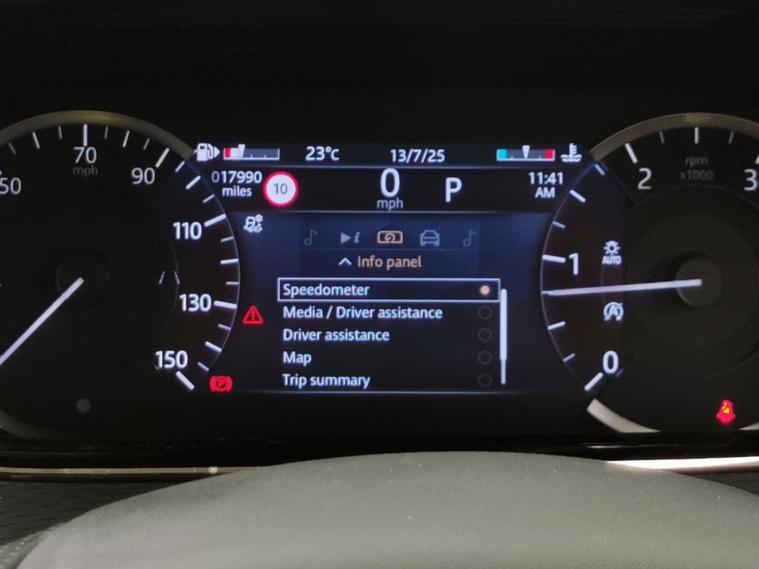 23°C 13/7/25
017990
miles
10
0
mph
P
11:41
AM
50
70
mph
90
110
130
150
Info panel
Speedometer
Media / Driver assistance
Driver assistance
Map
Trip summary
P
rpm
x1000
3
2
1
0
AUTO
A